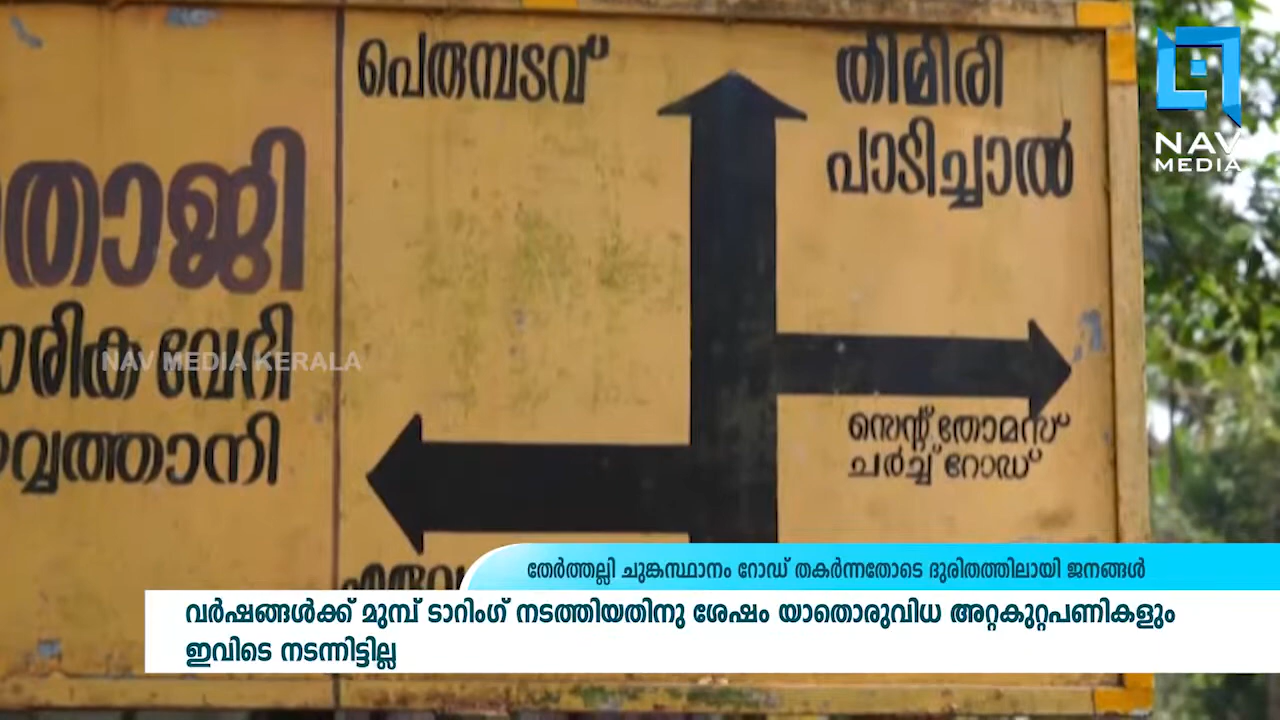 പെരുമ്പടവ്
തിമിരി
പാടിച്ചാൽ
വേദി
സെന്റ് തോമസ്
ചർച്ച് റോഡ്
NAV
MEDIA
NAV MEDIA KERALA
തേർത്തല്ലി ചുങ്കസ്ഥാനം റോഡ് തകർന്നതോടെ ദുരിതത്തിലായി ജനങ്ങൾ
വർഷങ്ങൾക്ക് മുമ്പ് ടാറിംഗ് നടത്തിയതിനു ശേഷം യാതൊരുവിധ അറ്റകുറ്റപണികളും
ഇവിടെ നടന്നിട്ടില്ല